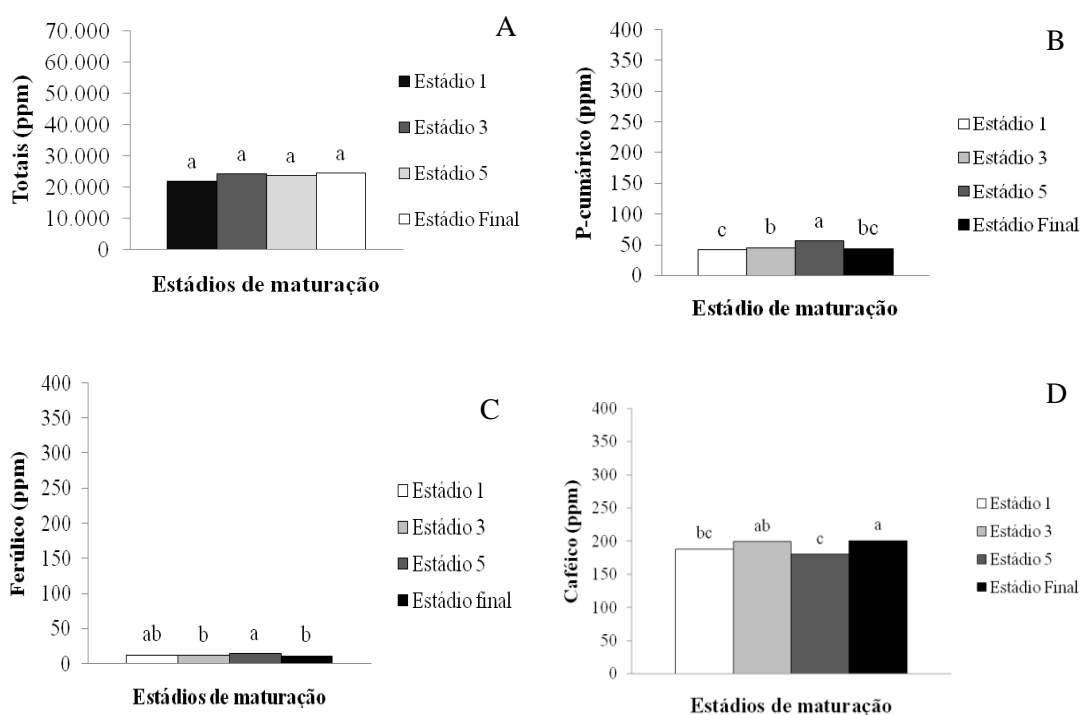 A
Totais (ppm)
70.000
60.000
50.000
40.000
30.000
20.000
10.000
0
a a a a
Estádios de maturação
Estádio 1
Estádio 3
Estádio 5
Estádio Final
B
P-cumárico (ppm)
400
350
300
250
200
150
100
50
0
c b a bc
Estádio de maturação
Estádio 1
Estádio 3
Estádio 5
Estádio Final
C
Ferúlico (ppm)
400
350
300
250
200
150
100
50
0
ab b a b
Estádios de maturação
Estádio 1
Estádio 3
Estádio 5
Estádio final
D
Caféico (ppm)
400
350
300
250
200
150
100
50
0
bc ab c a
Estádios de maturação
Estádio 1
Estádio 3
Estádio 5
Estádio Final